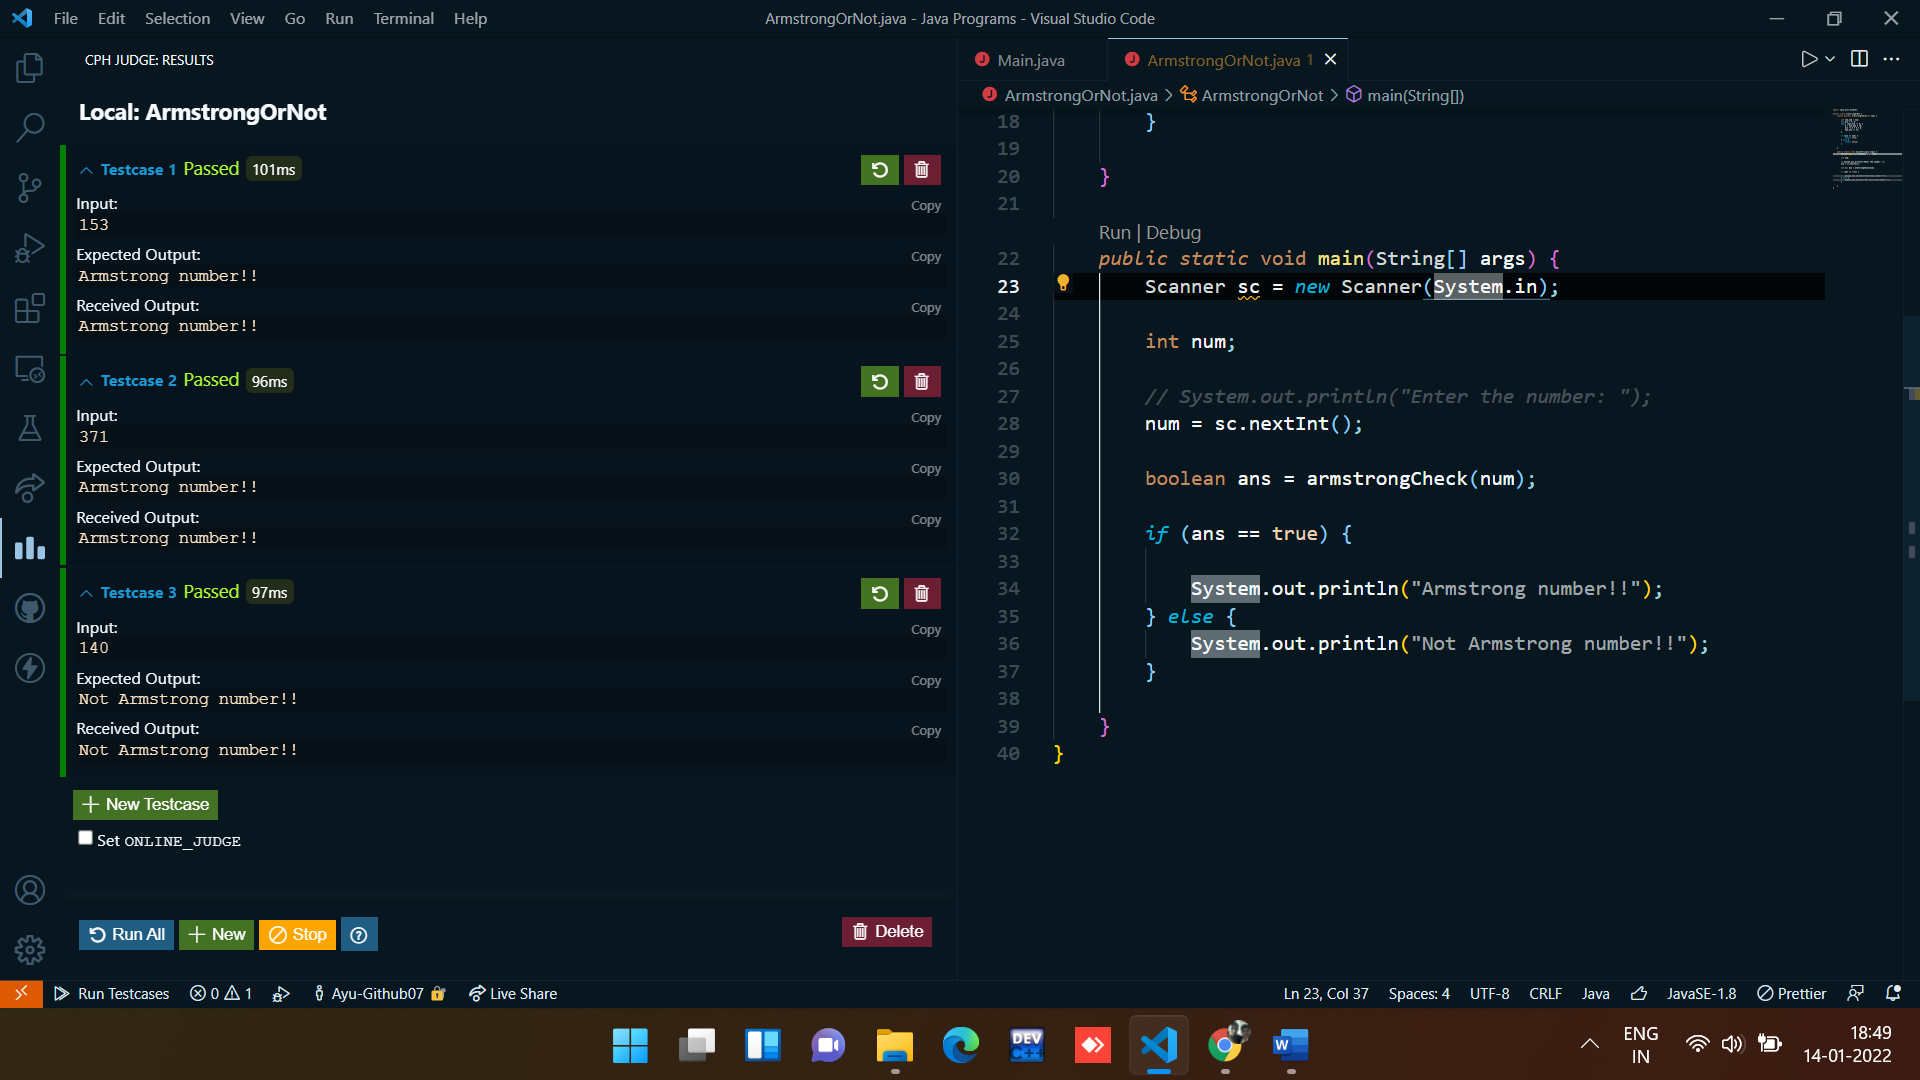 File Edit Selection View Go Run Terminal Help
ArmstrongOrNot.java - Java Programs - Visual Studio Code
CPH JUDGE: RESULTS
Local: ArmstrongOrNot
Testcase 1 Passed 101ms
Input:
Copy
153
Expected Output:
Copy
Armstrong number!!
Received Output:
Copy
Armstrong number!!
Testcase 2 Passed 96ms
Input:
Copy
371
Expected Output:
Copy
Armstrong number!!
Received Output:
Copy
Armstrong number!!
Testcase 3 Passed 97ms
Input:
Copy
140
Expected Output:
Copy
Not Armstrong number!!
Received Output:
Copy
Not Armstrong number!!
New Testcase
Set ONLINE_JUDGE
Run All New Stop Delete
Main.java ArmstrongOrNot.java 1
ArmstrongOrNot.java > ArmstrongOrNot > main(String[])
18 }
19
20 }
21
Run | Debug
22 public static void main(String[] args) {
23 Scanner sc = new Scanner(System.in);
24
25 int num;
26
27 // System.out.println("Enter the number: ");
28 num = sc.nextInt();
29
30 boolean ans = armstrongCheck(num);
31
32 if (ans == true) {
33
34 System.out.println("Armstrong number!!");
35 } else {
36 System.out.println("Not Armstrong number!!");
37 }
38
39 }
40 }
Run Testcases 0 1 Ayu-Github07 Live Share
Ln 23, Col 37 Spaces: 4 UTF-8 CRLF Java JavaSE-1.8 Prettier
DEV
C++
W
ENG
IN
18:49
14-01-2022